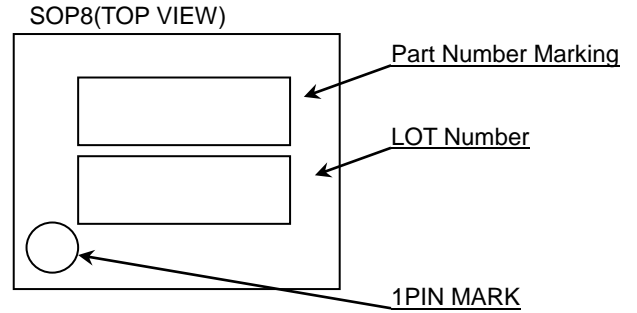 SOP8(TOP VIEW)
Part Number Marking
LOT Number
1PIN MARK